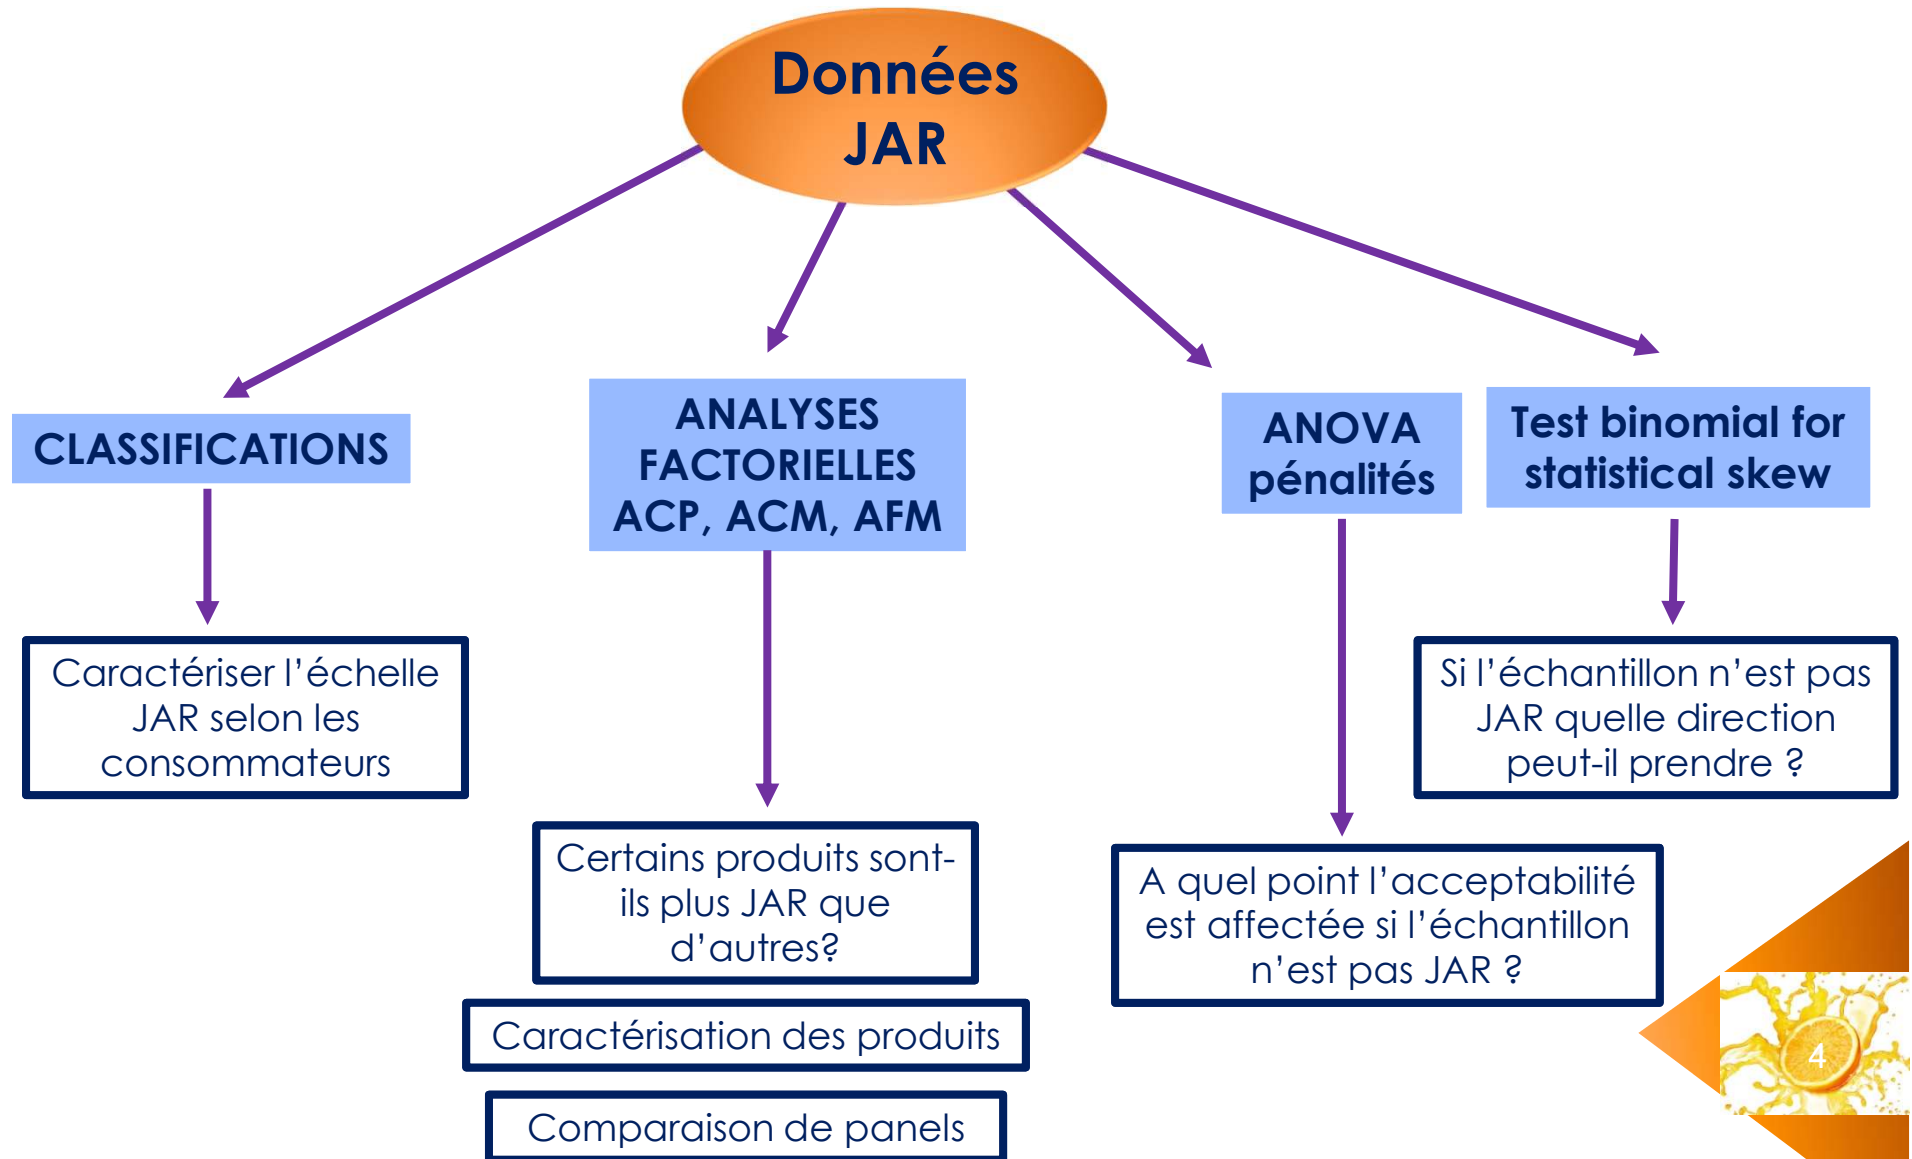 Données
JAR
CLASSIFICATIONS
ANALYSES
FACTORIELLES
ACP, ACM, AFM
ANOVA
pénalités
Test binomial for
statistical skew
Caractériser l’échelle
JAR selon les
consommateurs
Certains produits sont-
ils plus JAR que
d’autres?
Caractérisation des produits
Comparaison de panels
A quel point l’acceptabilité
est affectée si l’échantillon
n’est pas JAR ?
Si l’échantillon n’est pas
JAR quelle direction
peut-il prendre ?
4